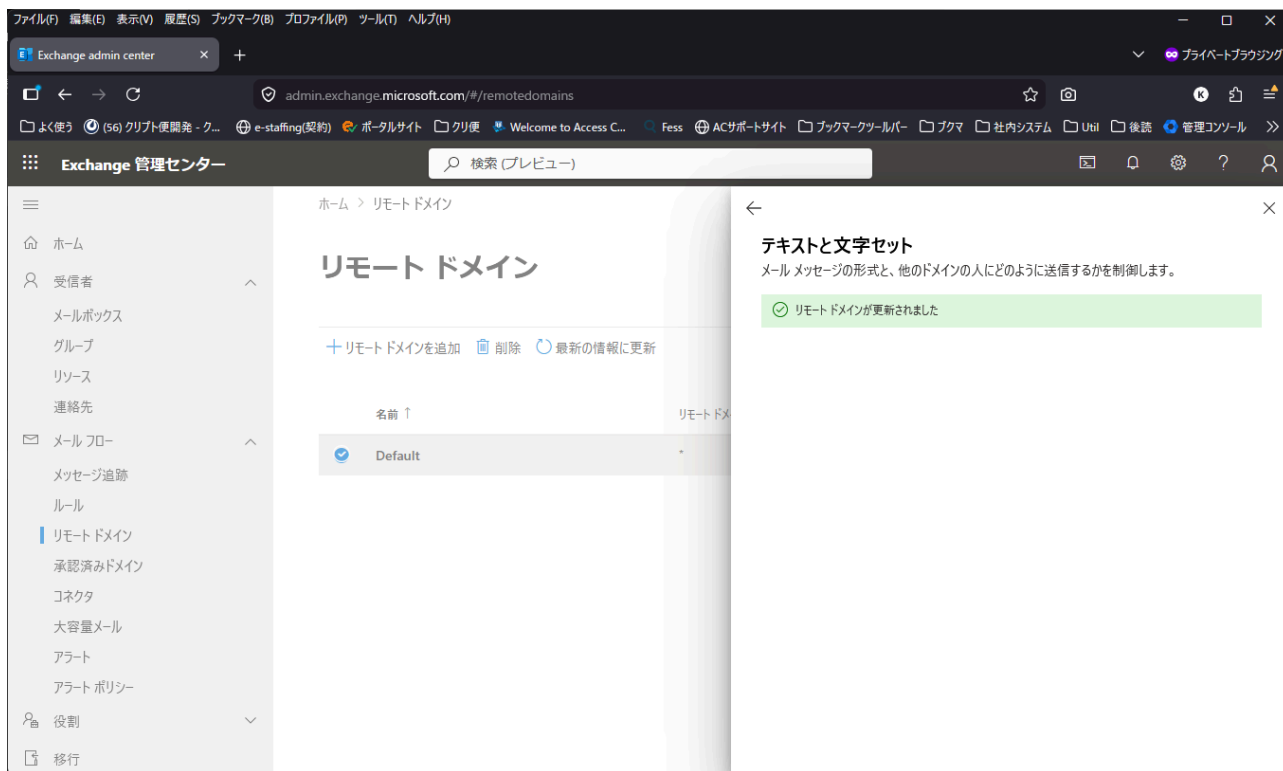 ファイル(F) 編集(E) 表示(V) 履歴(S) ブックマーク(B) プロファイル(P) ツール(T) ヘルプ(H)
Exchange admin center
プライベートブラウジング
admin.exchange.microsoft.com/#/remotedomains
よく使う (56) クリプト便開発 - ク... e-staffing(契約) ポータルサイト クリ便 Welcome to Access C... Fess ACサポートサイト ブックマークツールバー ブクマ 社内システム Util 後読 管理コンソール
Exchange 管理センター
検索 (プレビュー)
ホーム
受信者
メールボックス
グループ
リソース
連絡先
メール フロー
メッセージ追跡
ルール
リモート ドメイン
承認済みドメイン
コネクタ
大容量メール
アラート
アラート ポリシー
役割
移行
ホーム > リモート ドメイン
リモート ドメイン
リモート ドメインを追加 削除 最新の情報に更新
名前 ↑ リモート ドメ
Default *
テキストと文字セット
メール メッセージの形式と、他のドメインの人にどのように送信するかを制御します。
リモート ドメインが更新されました